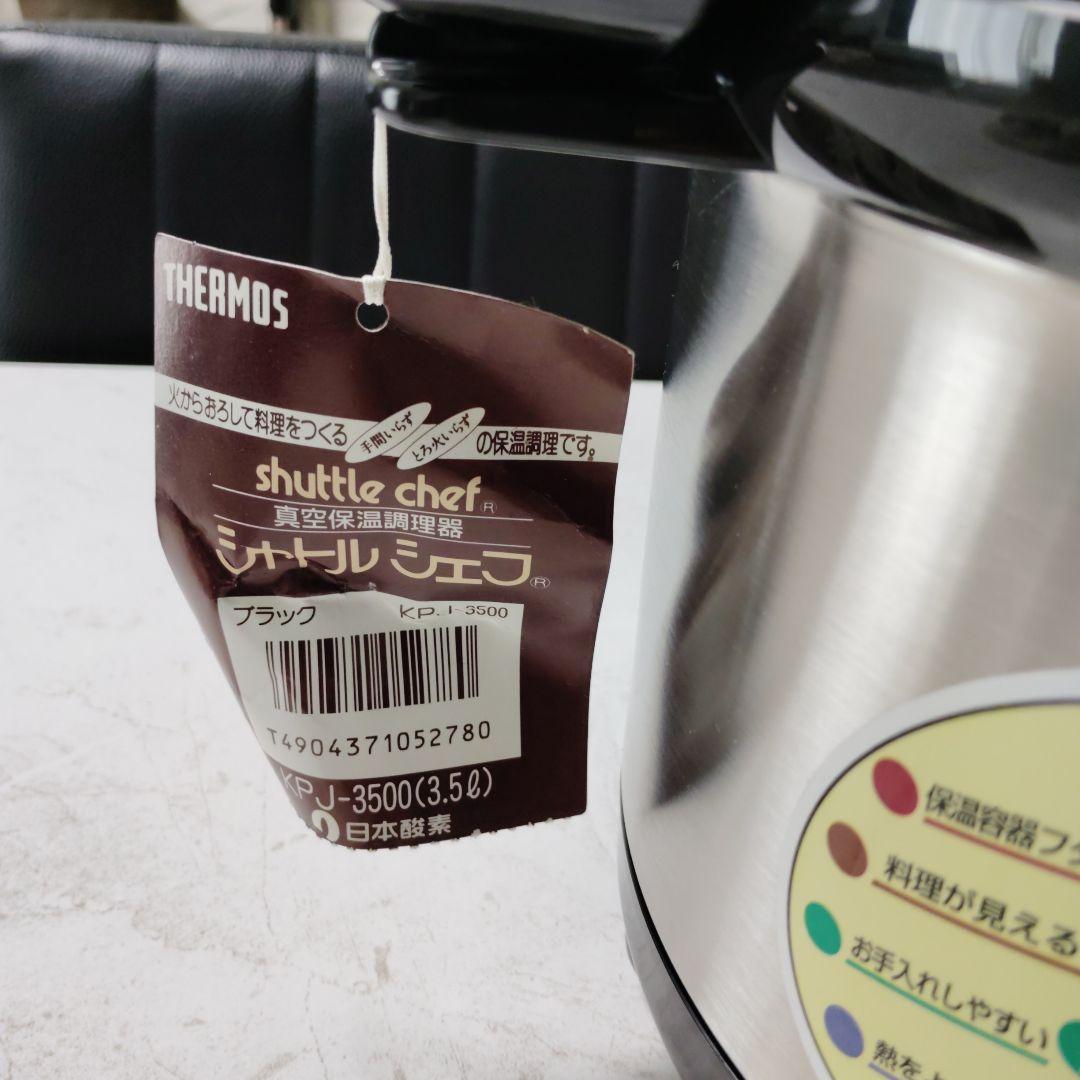 THERMOS
火からおろして料理をつくる 手間いらず とろ火いらず の保温調理です。
shuttle chef®
真空保温調理器
シャトルシェフ®
ブラック KPJ-3500
T4904371052780
KPJ-3500(3.5ℓ)
日本酸素
保温容器フタ
料理が見える
お手入れしやすい
熱を